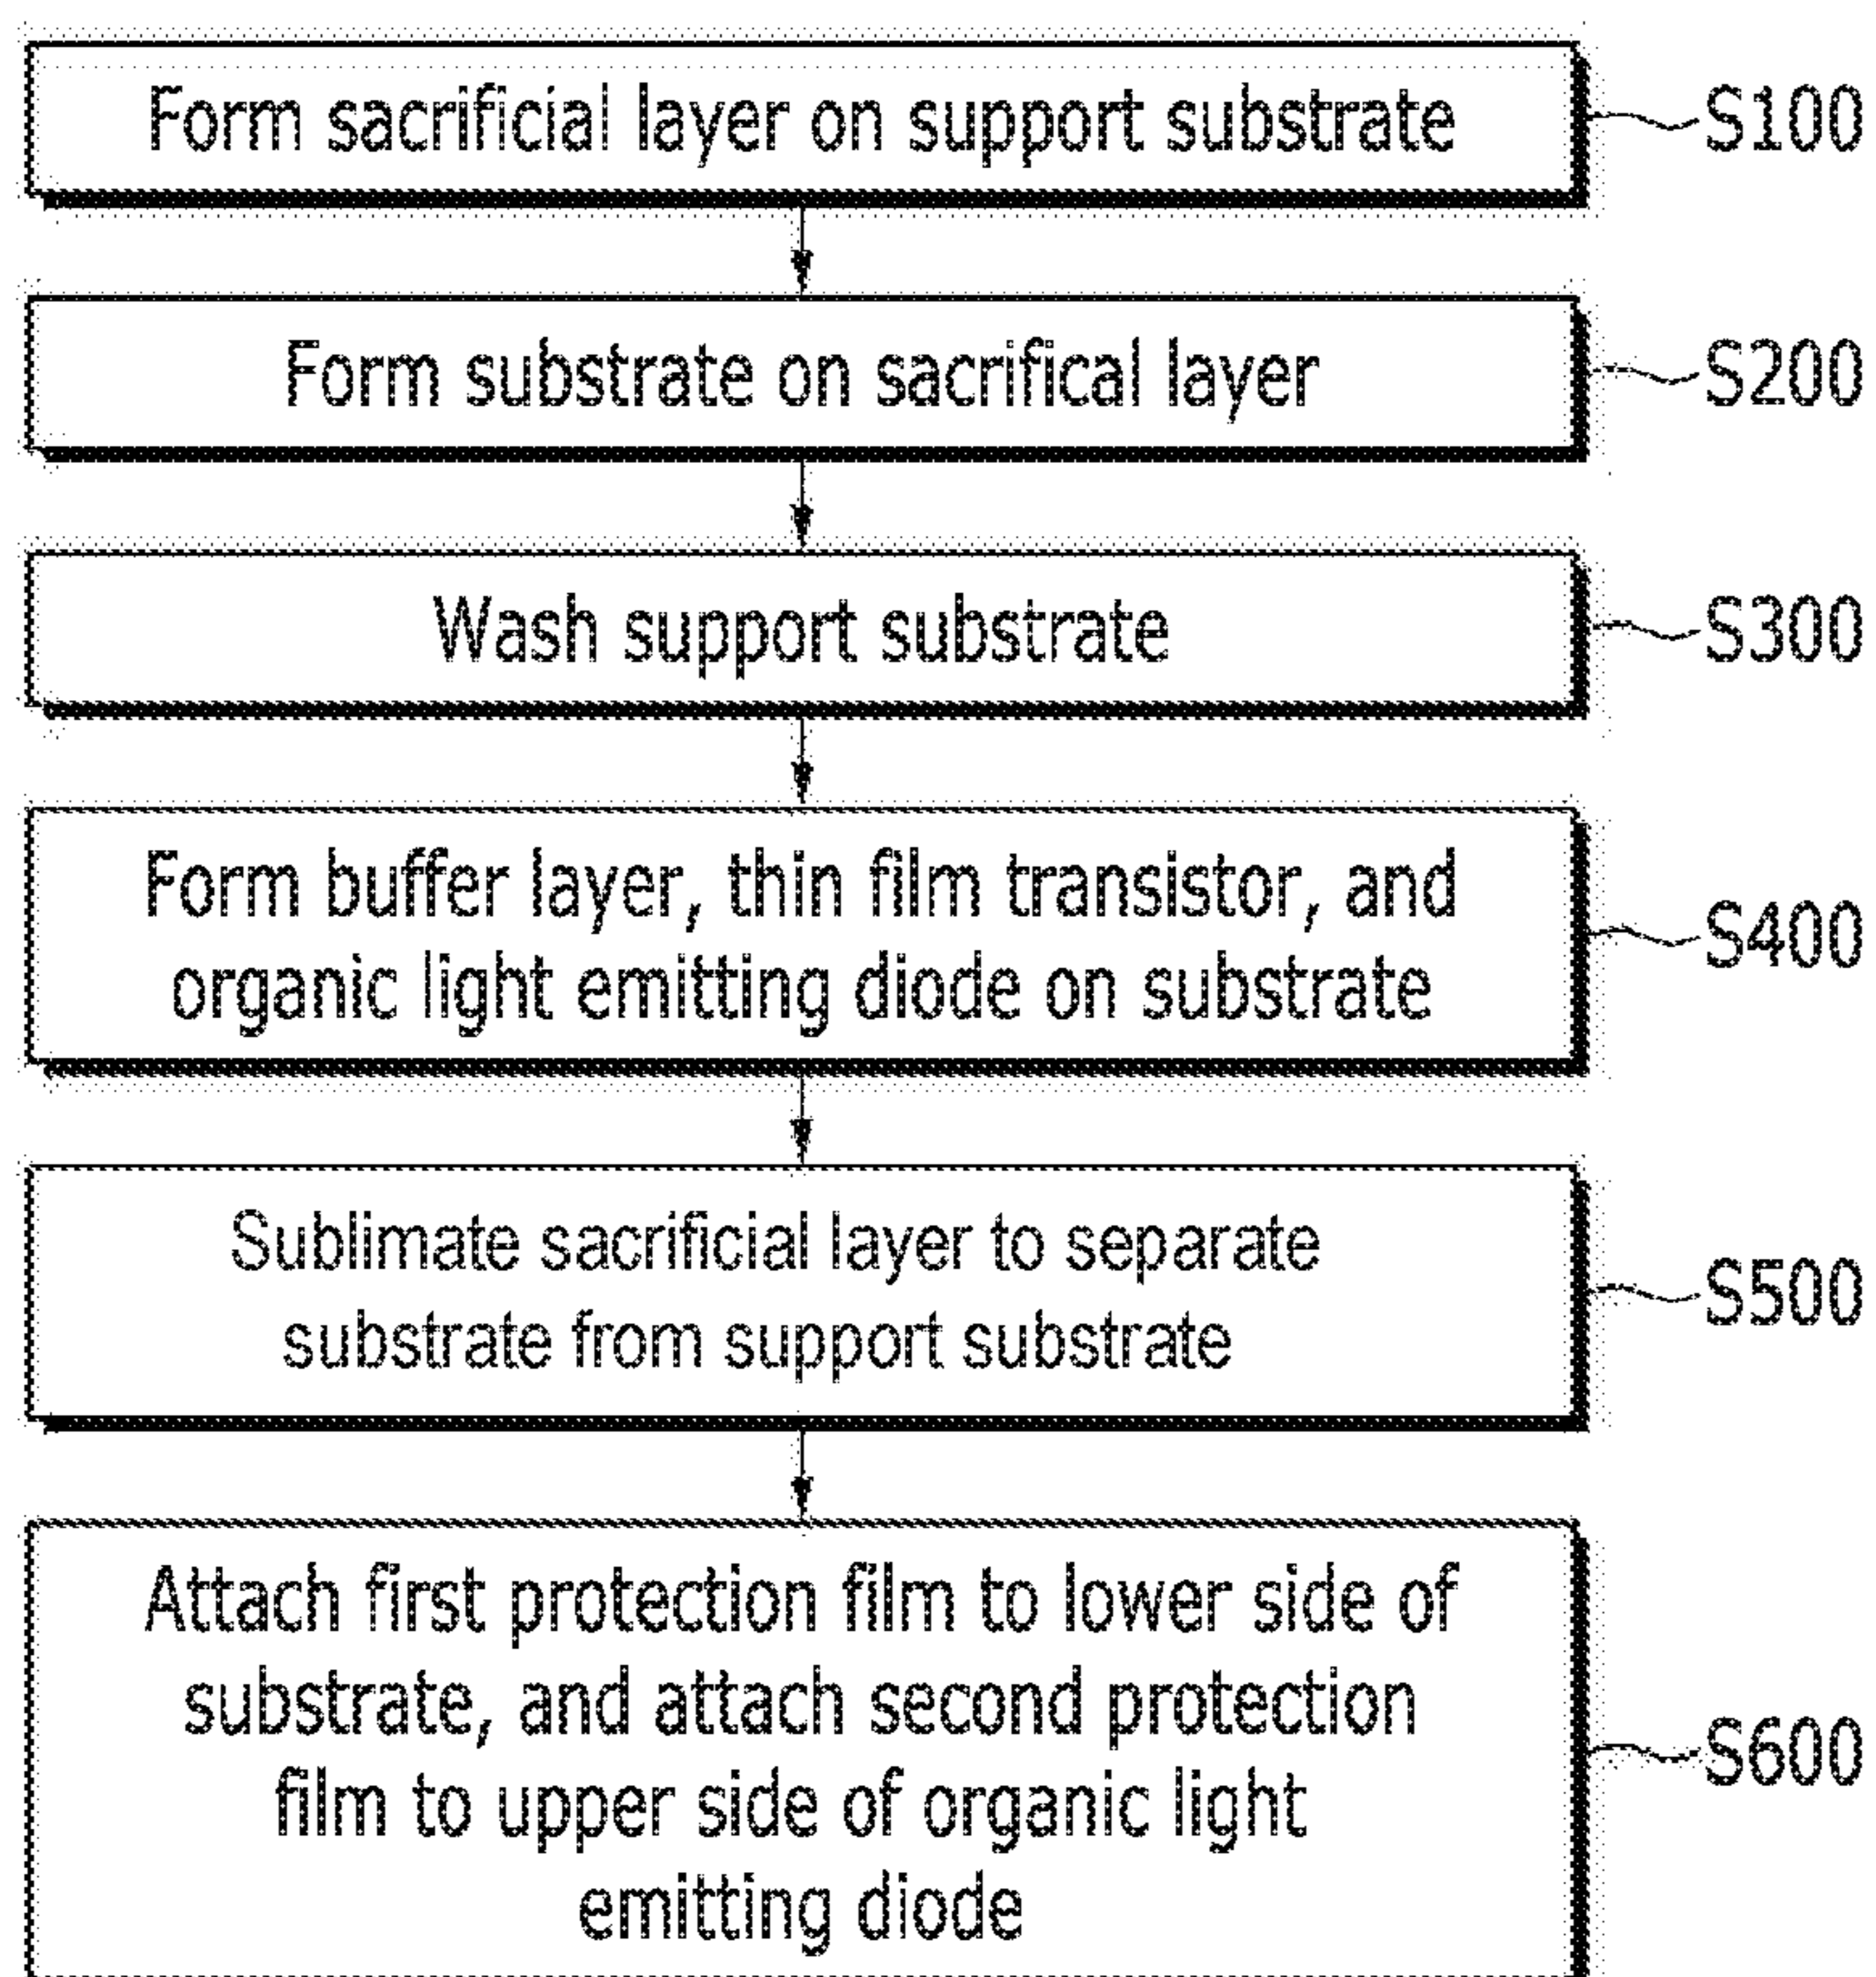 Form sacrificial layer on support substrate
S100
Form substrate on sacrifical layer
S200
Wash support substrate
S300
Form buffer layer, thin film transistor, and
organic light emitting diode on substrate
S400
Sublimate sacrificial layer to separate
substrate from support substrate
S500
Attach first protection film to lower side of
substrate, and attach second protection
film to upper side of organic light
emitting diode
S600